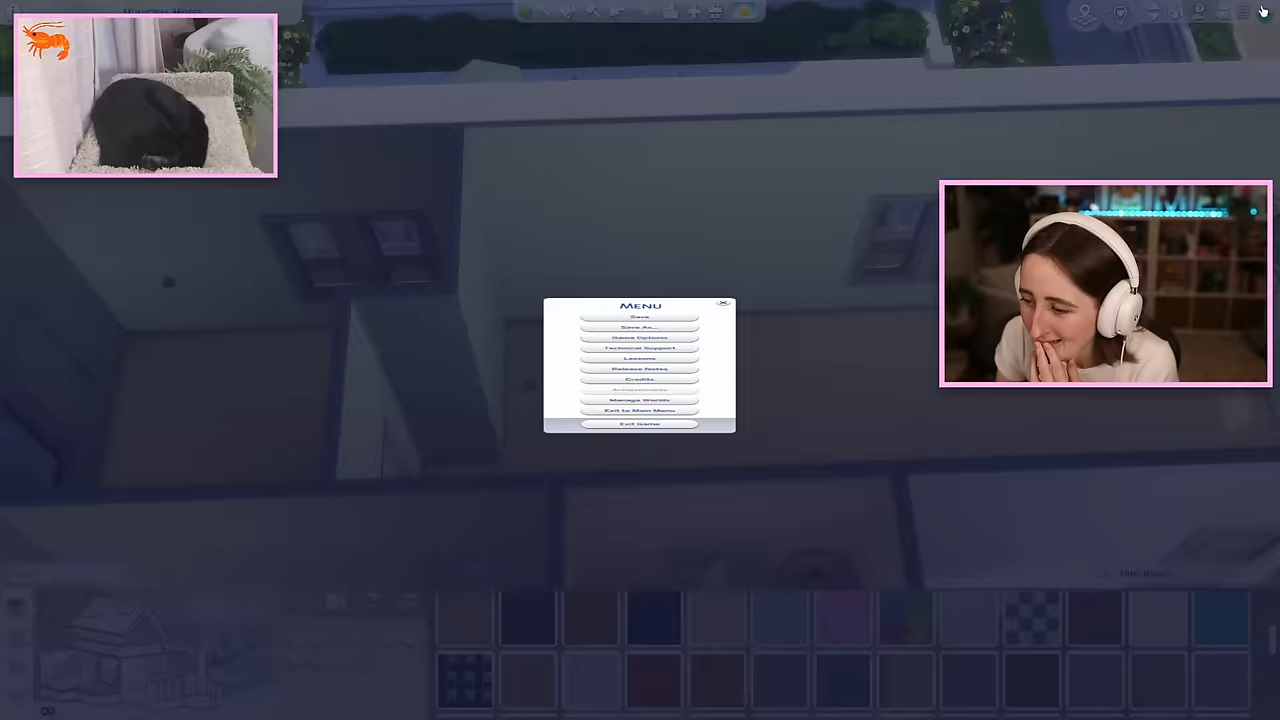 MENU
Save
Save As...
Game Options
Technical Support
Lessons
Release Notes
Credits
Achievements
Manage Worlds
Exit to Main Menu
Exit Game